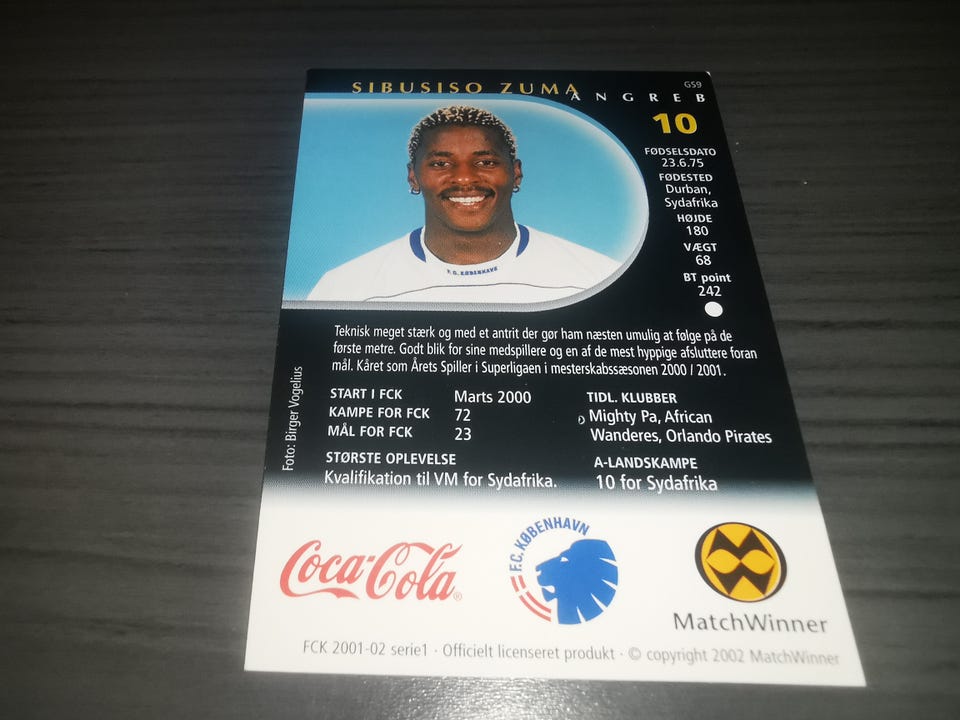 SIBUSISO ZUMA
G59
ANGREB
10
FØDSELSDATO
23.6.75
FØDESTED
Durban,
Sydafrika
HØJDE
180
VÆGT
68
BT point
242
F.C. KØBENHAVN
Teknisk meget stærk og med et antrit der gør ham næsten umulig at følge på de
første metre. Godt blik for sine medspillere og en af de mest hyppige afsluttere foran
mål. Kåret som Årets Spiller i Superligaen i mesterskabssæsonen 2000 / 2001.
Foto: Birger Vogelius
START I FCK Marts 2000
KAMPE FOR FCK 72
MÅL FOR FCK 23
TIDL. KLUBBER
Mighty Pa, African
Wanderes, Orlando Pirates
STØRSTE OPLEVELSE
Kvalifikation til VM for Sydafrika.
A-LANDSKAMPE
10 for Sydafrika
Coca-Cola®
F.C. KØBENHAVN
MatchWinner
FCK 2001-02 serie1 · Officielt licenseret produkt · © copyright 2002 MatchWinner